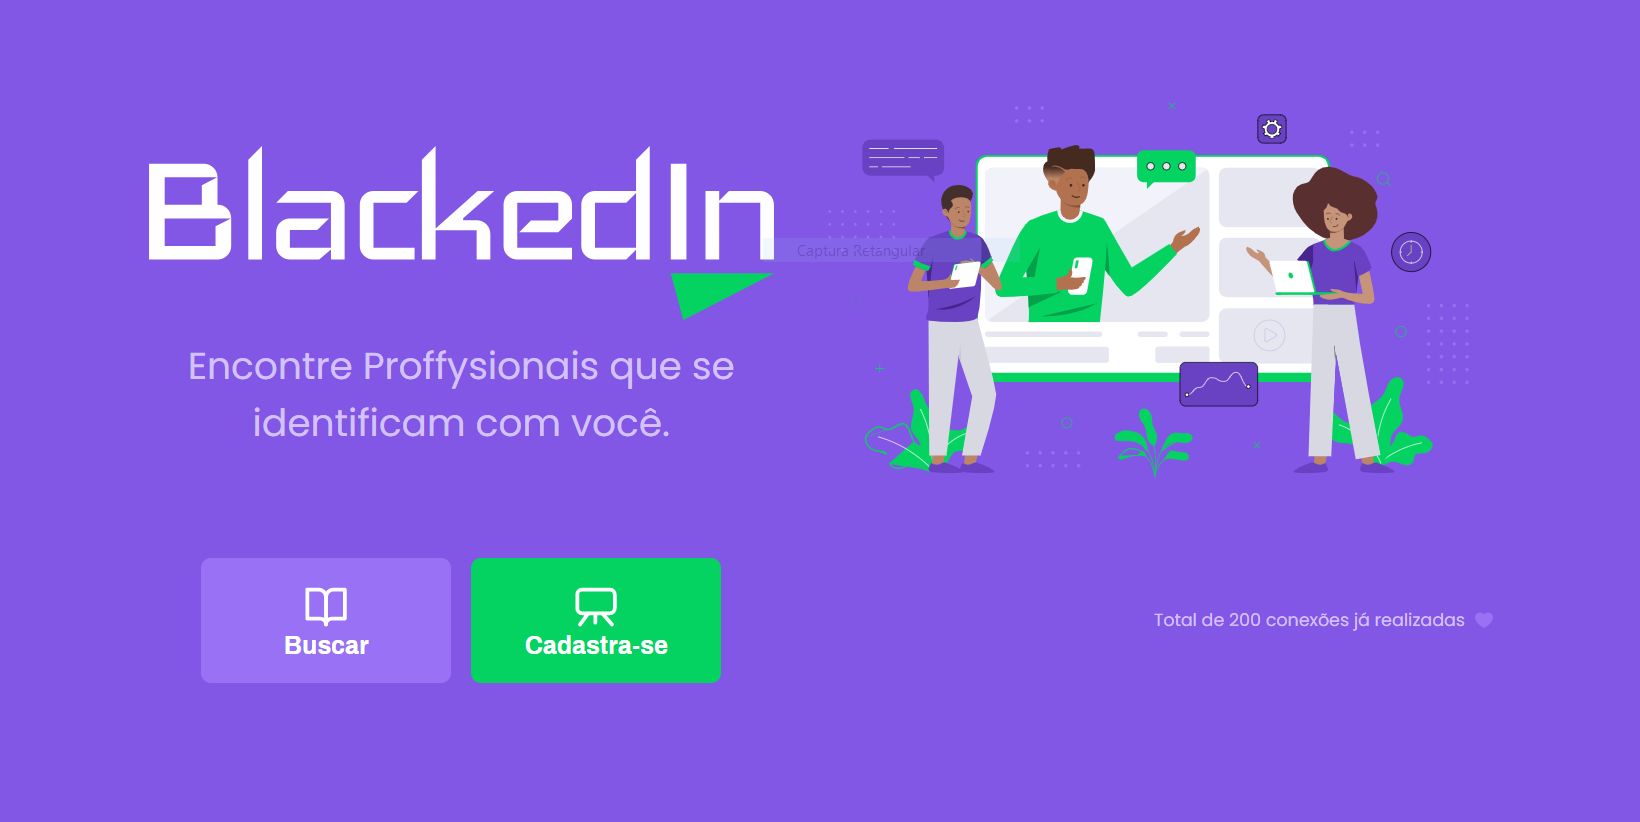 BlackedIn
Captura Retangular
Encontre Proffysionais que se
identificam com você.
Buscar
Cadastra-se
Total de 200 conexões já realizadas